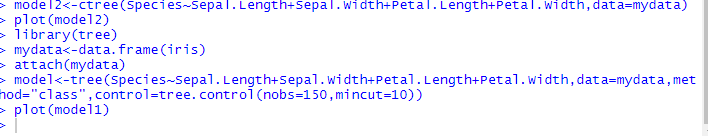 > model2<-ctree(Species~Sepal.Length+Sepal.Width+Petal.Length+Petal.Width,data=mydata)
> plot(model2)
> library(tree)
> mydata<-data.frame(iris)
> attach(mydata)
> model<-tree(Species~Sepal.Length+Sepal.Width+Petal.Length+Petal.Width,data=mydata,met
hod="class",control=tree.control(nobs=150,mincut=10))
> plot(model1)
>